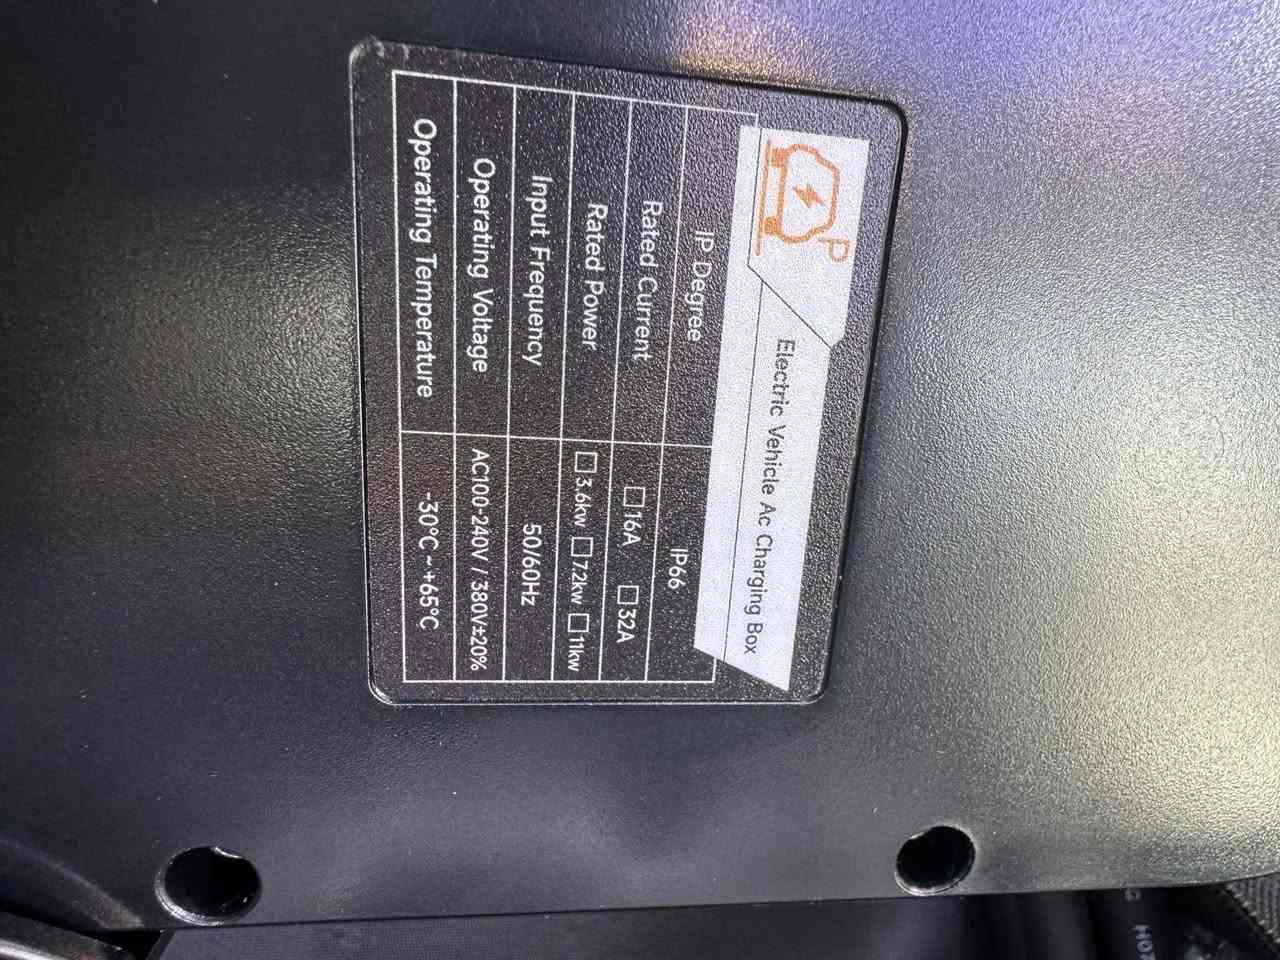 P
Electric Vehicle Ac Charging Box
IP Degree IP66
Rated Current □16A □32A
Rated Power □3.6kw □7.2kw □11kw
Input Frequency 50/60Hz
Operating Voltage AC100-240V / 380V±20%
Operating Temperature -30°C ~ +65°C
G H07